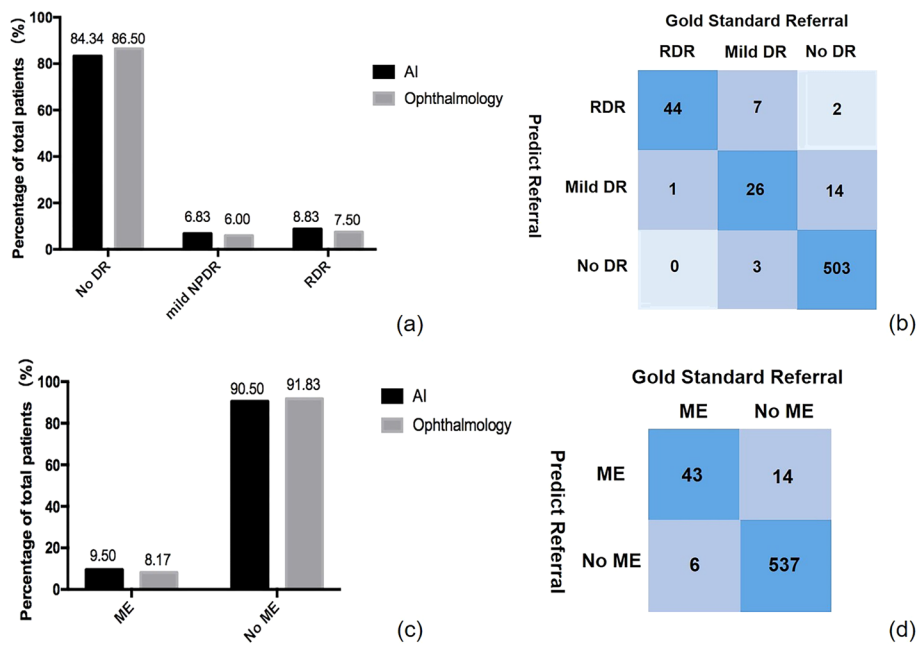 Percentage of total patients (%)
100
80
60
40
20
0
84.34
86.50
6.83
6.00
8.83
7.50
No DR
mild NPDR
RDR
AI
Ophthalmology
(a)
Gold Standard Referral
RDR Mild DR No DR
Predict Referral
RDR 44 7 2
Mild DR 1 26 14
No DR 0 3 503
(b)
Percentage of total patients (%)
100
80
60
40
20
0
9.50
8.17
90.50
91.83
ME
No ME
AI
Ophthalmology
(c)
Gold Standard Referral
ME No ME
Predict Referral
ME 43 14
No ME 6 537
(d)